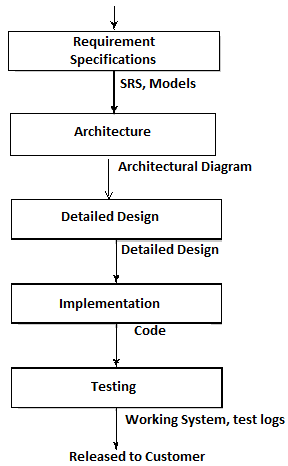 Requirement
Specifications
SRS, Models
Architecture
Architectural Diagram
Detailed Design
Detailed Design
Implementation
Code
Testing
Working System, test logs
Released to Customer